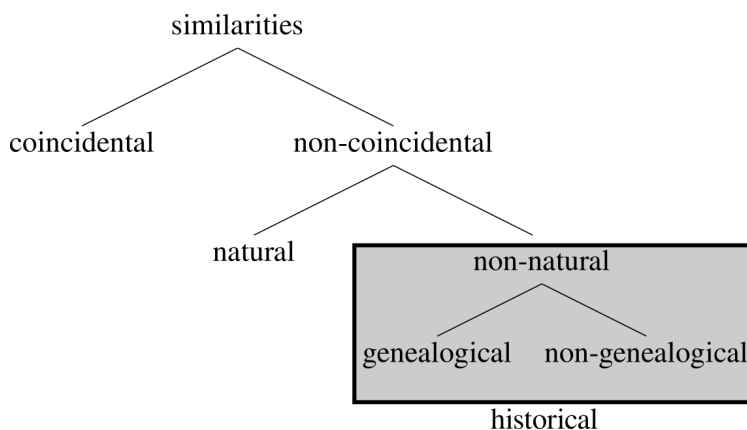 similarities
coincidental non-coincidental
natural non-natural
genealogical non-genealogical
historical